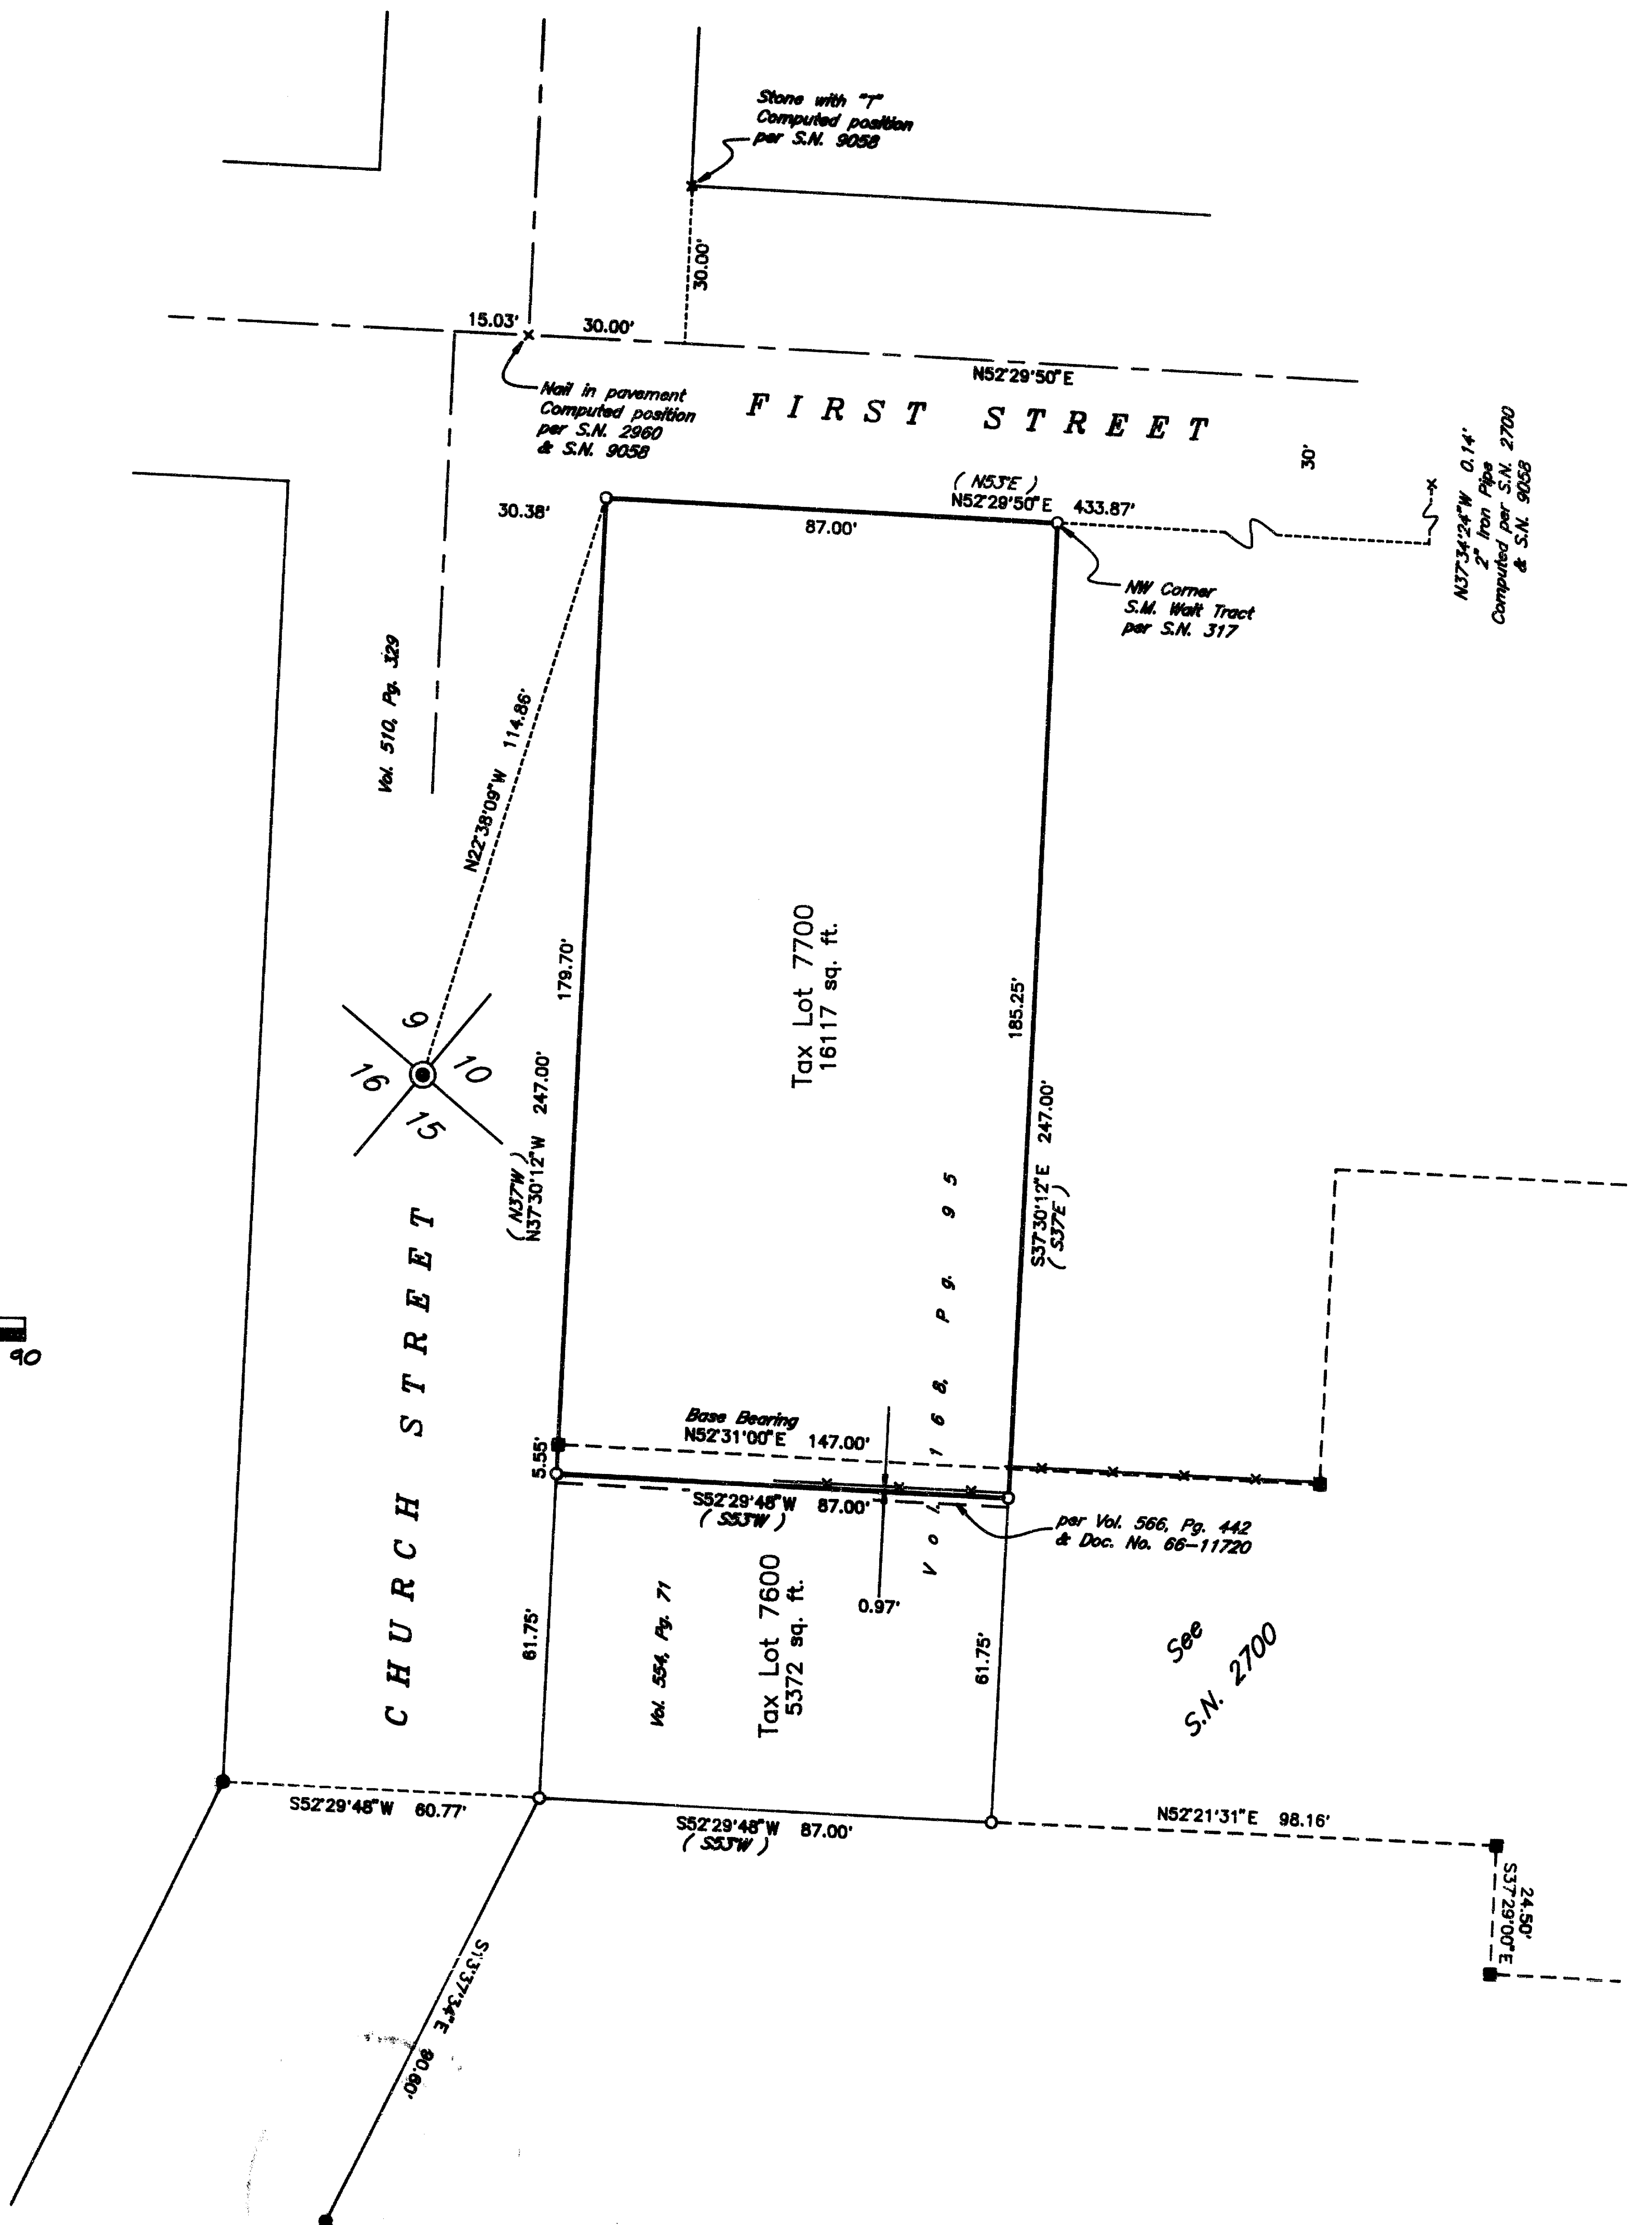 Stone with "T"
Computed position
per S.N. 9058
30.00'
15.03'
30.00'
N52°29'50"E
Nail in pavement
Computed position
per S.N. 2960
& S.N. 9058
FIRST STREET
30'
N37°34'24"W 0.14'
2" Iron Pipe
Computed per S.N. 2700
& S.N. 9058
( N53°E )
N52°29'50"E 433.87'
30.38'
87.00'
NW Corner
S.M. Wait Tract
per S.N. 317
Vol. 510, Pg. 329
N22°38'09"W 114.86'
179.70'
Tax Lot 7700
16117 sq. ft.
185.25'
9
10
16
15
( N37°W )
N37°30'12"W 247.00'
S37°30'12"E 247.00'
( S37°E )
CHURCH STREET
Vol. 168, Pg. 95
90
Base Bearing
N52°31'00"E 147.00'
5.55'
S52°29'48"W 87.00'
( S53°W )
per Vol. 566, Pg. 442
& Doc. No. 66-11720
0.97'
61.75'
Vol. 554, Pg. 71
Tax Lot 7600
5372 sq. ft.
61.75'
See
S.N. 2700
S52°29'48"W 60.77'
S52°29'48"W 87.00'
( S53°W )
N52°21'31"E 98.16'
24.50'
S37°29'00"E
S13°37'34"E 90.60'